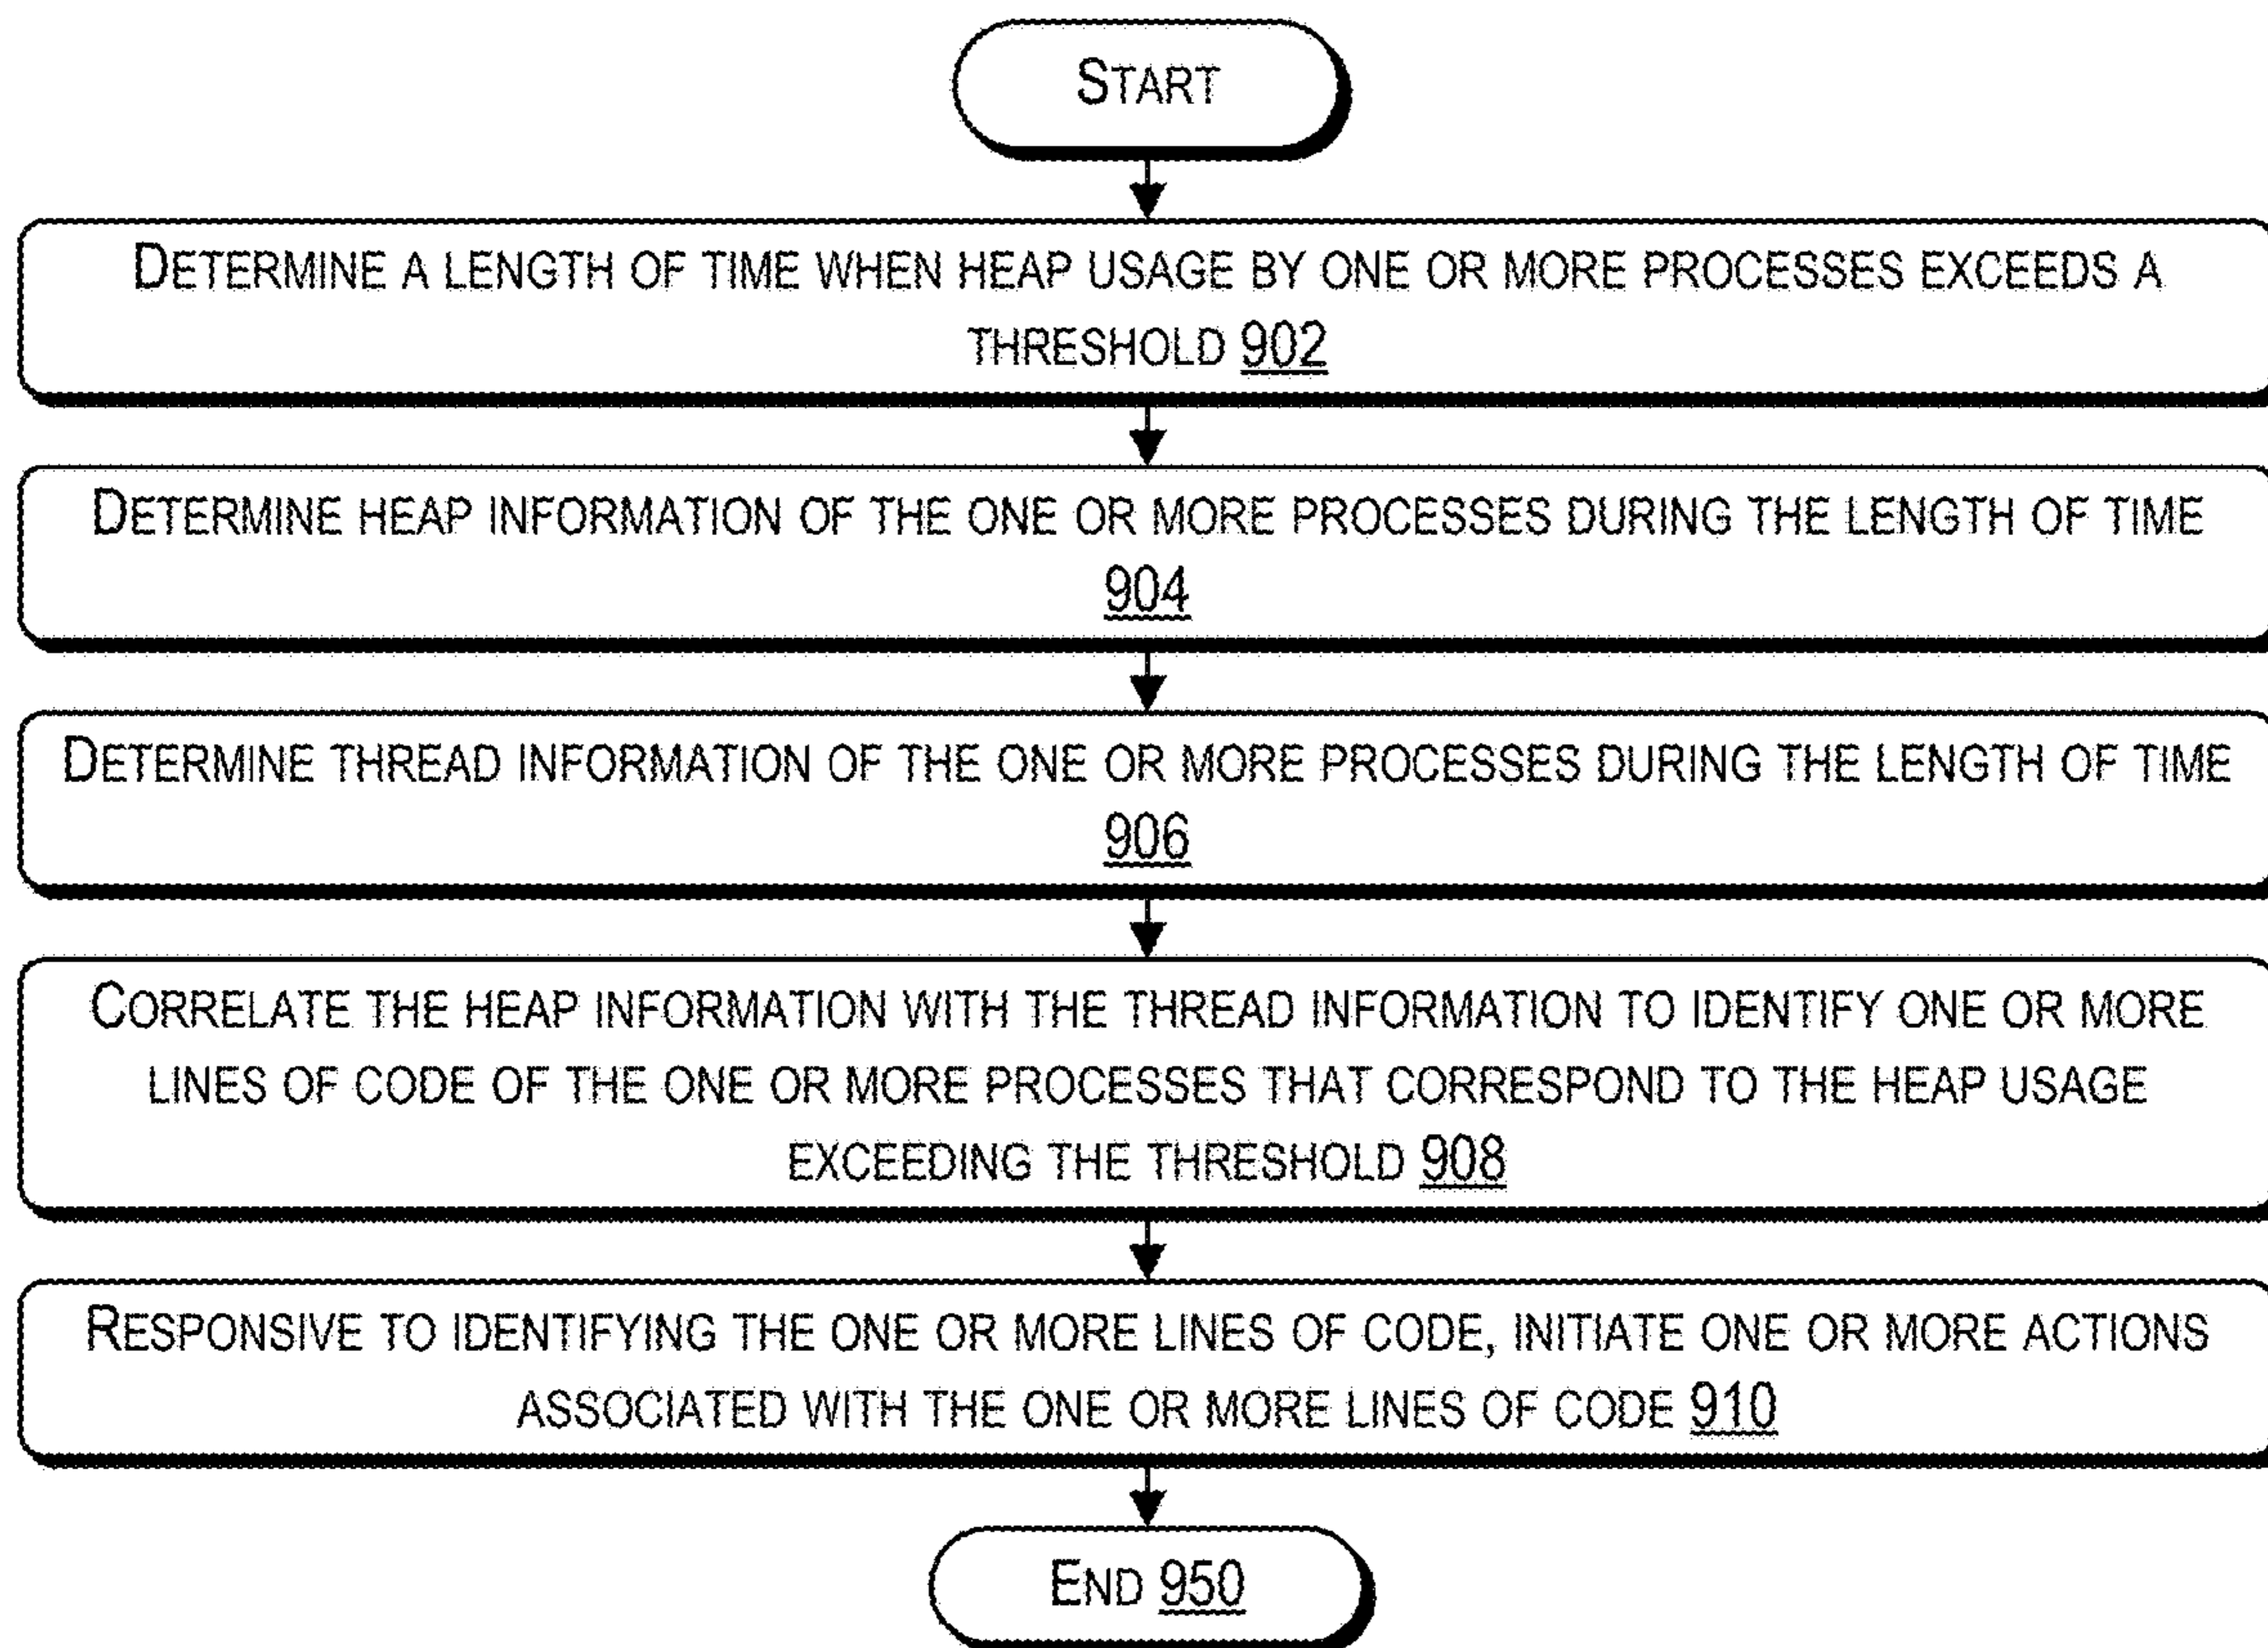 START
DETERMINE A LENGTH OF TIME WHEN HEAP USAGE BY ONE OR MORE PROCESSES EXCEEDS A
THRESHOLD 902
DETERMINE HEAP INFORMATION OF THE ONE OR MORE PROCESSES DURING THE LENGTH OF TIME
904
DETERMINE THREAD INFORMATION OF THE ONE OR MORE PROCESSES DURING THE LENGTH OF TIME
906
CORRELATE THE HEAP INFORMATION WITH THE THREAD INFORMATION TO IDENTIFY ONE OR MORE
LINES OF CODE OF THE ONE OR MORE PROCESSES THAT CORRESPOND TO THE HEAP USAGE
EXCEEDING THE THRESHOLD 908
RESPONSIVE TO IDENTIFYING THE ONE OR MORE LINES OF CODE, INITIATE ONE OR MORE ACTIONS
ASSOCIATED WITH THE ONE OR MORE LINES OF CODE 910
END 950